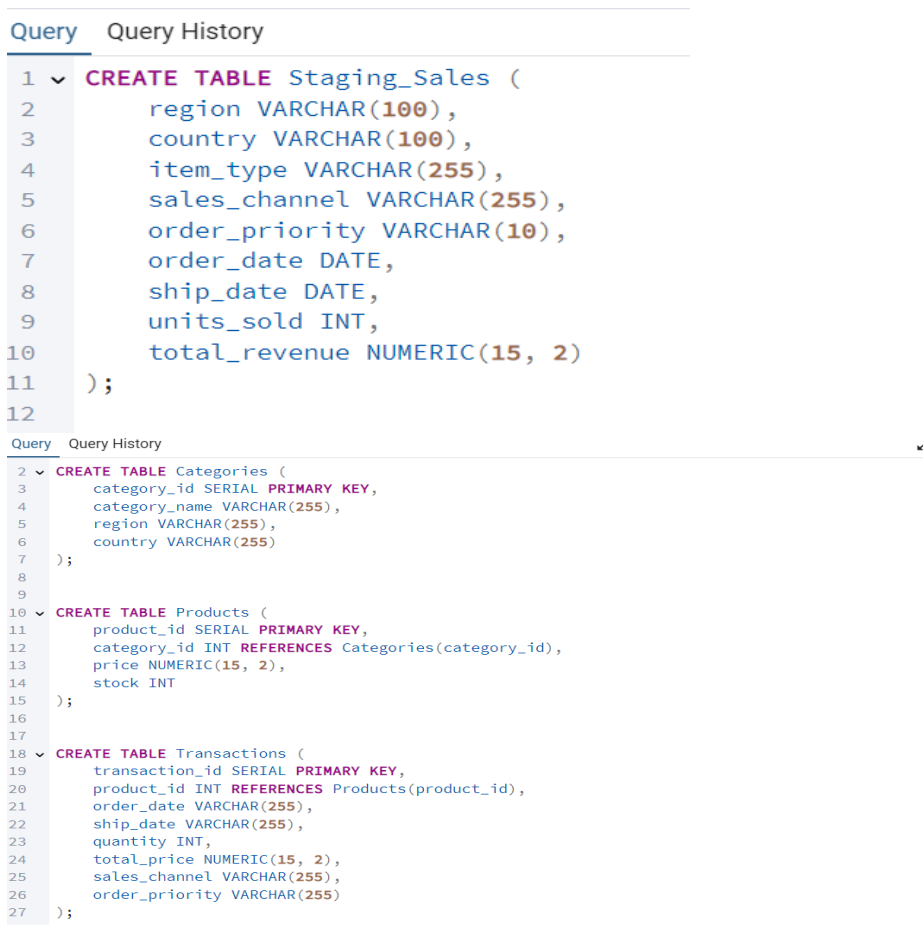 Query Query History
1 CREATE TABLE Staging_Sales (
2 region VARCHAR(100),
3 country VARCHAR(100),
4 item_type VARCHAR(255),
5 sales_channel VARCHAR(255),
6 order_priority VARCHAR(10),
7 order_date DATE,
8 ship_date DATE,
9 units_sold INT,
10 total_revenue NUMERIC(15, 2)
11 );
12
Query Query History
2 CREATE TABLE Categories (
3 category_id SERIAL PRIMARY KEY,
4 category_name VARCHAR(255),
5 region VARCHAR(255),
6 country VARCHAR(255)
7 );
8
9
10 CREATE TABLE Products (
11 product_id SERIAL PRIMARY KEY,
12 category_id INT REFERENCES Categories(category_id),
13 price NUMERIC(15, 2),
14 stock INT
15 );
16
17
18 CREATE TABLE Transactions (
19 transaction_id SERIAL PRIMARY KEY,
20 product_id INT REFERENCES Products(product_id),
21 order_date VARCHAR(255),
22 ship_date VARCHAR(255),
23 quantity INT,
24 total_price NUMERIC(15, 2),
25 sales_channel VARCHAR(255),
26 order_priority VARCHAR(255)
27 );